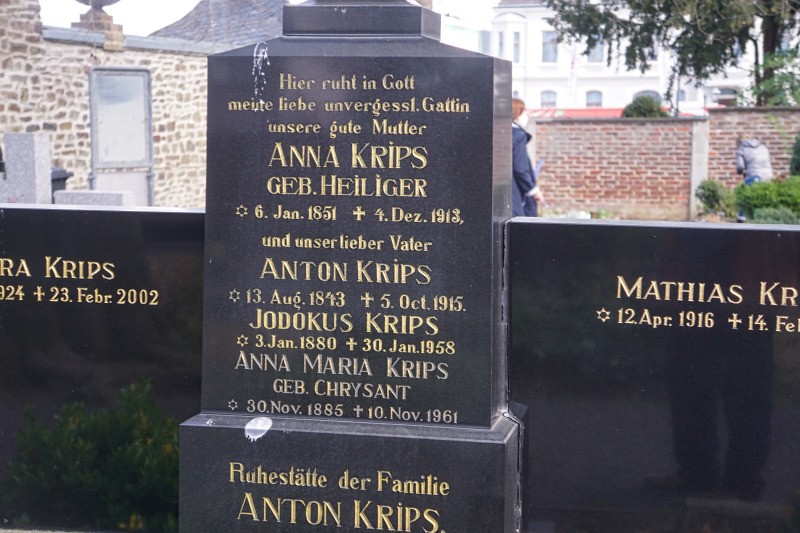 Hier ruht in Gott
meine liebe unvergessl. Gattin
unsere gute Mutter
ANNA KRIPS
GEB. HEILIGER
✡ 6. Jan. 1851 ✝ 4. Dez. 1913,
und unser lieber Vater
ANTON KRIPS
✡ 13. Aug. 1843 ✝ 5. Oct. 1915.
JODOKUS KRIPS
✡ 3. Jan. 1880 ✝ 30. Jan. 1958
ANNA MARIA KRIPS
GEB. CHRYSANT
✡ 30. Nov. 1885 ✝ 10. Nov. 1961
Ruhestätte der Familie
ANTON KRIPS.
RA KRIPS
924 ✝ 23. Febr. 2002
MATHIAS KR
✡ 12. Apr. 1916 ✝ 14. Fe